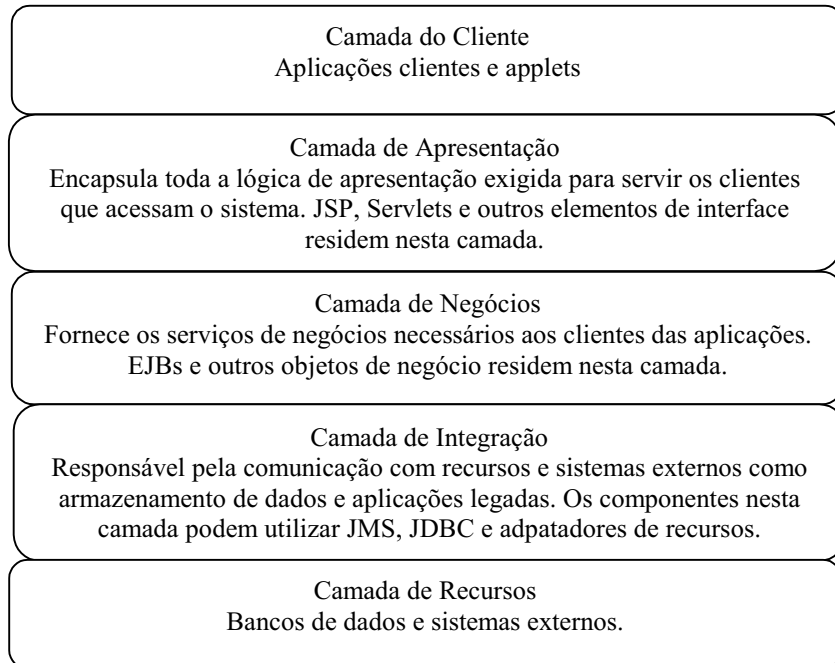 Camada do Cliente
Aplicações clientes e applets
Camada de Apresentação
Encapsula toda a lógica de apresentação exigida para servir os clientes
que acessam o sistema. JSP, Servlets e outros elementos de interface
residem nesta camada.
Camada de Negócios
Fornece os serviços de negócios necessários aos clientes das aplicações.
EJBs e outros objetos de negócio residem nesta camada.
Camada de Integração
Responsável pela comunicação com recursos e sistemas externos como
armazenamento de dados e aplicações legadas. Os componentes nesta
camada podem utilizar JMS, JDBC e adpatadores de recursos.
Camada de Recursos
Bancos de dados e sistemas externos.